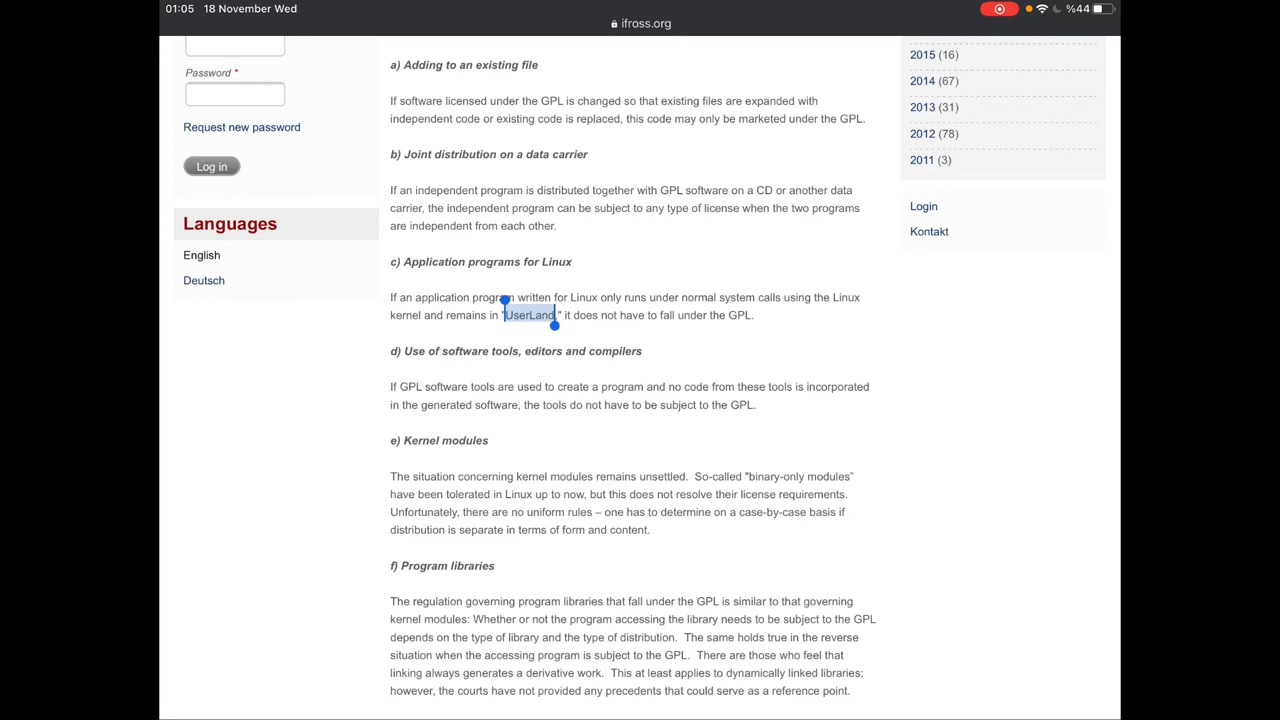 01:05 18 November Wed
%44
ifross.org
Password *
Request new password
Log in
Languages
English
Deutsch
a) Adding to an existing file
If software licensed under the GPL is changed so that existing files are expanded with
independent code or existing code is replaced, this code may only be marketed under the GPL.
b) Joint distribution on a data carrier
If an independent program is distributed together with GPL software on a CD or another data
carrier, the independent program can be subject to any type of license when the two programs
are independent from each other.
c) Application programs for Linux
If an application program written for Linux only runs under normal system calls using the Linux
kernel and remains in "UserLand," it does not have to fall under the GPL.
d) Use of software tools, editors and compilers
If GPL software tools are used to create a program and no code from these tools is incorporated
in the generated software, the tools do not have to be subject to the GPL.
e) Kernel modules
The situation concerning kernel modules remains unsettled. So-called "binary-only modules"
have been tolerated in Linux up to now, but this does not resolve their license requirements.
Unfortunately, there are no uniform rules – one has to determine on a case-by-case basis if
distribution is separate in terms of form and content.
f) Program libraries
The regulation governing program libraries that fall under the GPL is similar to that governing
kernel modules: Whether or not the program accessing the library needs to be subject to the GPL
depends on the type of library and the type of distribution. The same holds true in the reverse
situation when the accessing program is subject to the GPL. There are those who feel that
linking always generates a derivative work. This at least applies to dynamically linked libraries;
however, the courts have not provided any precedents that could serve as a reference point.
2015 (16)
2014 (67)
2013 (31)
2012 (78)
2011 (3)
Login
Kontakt